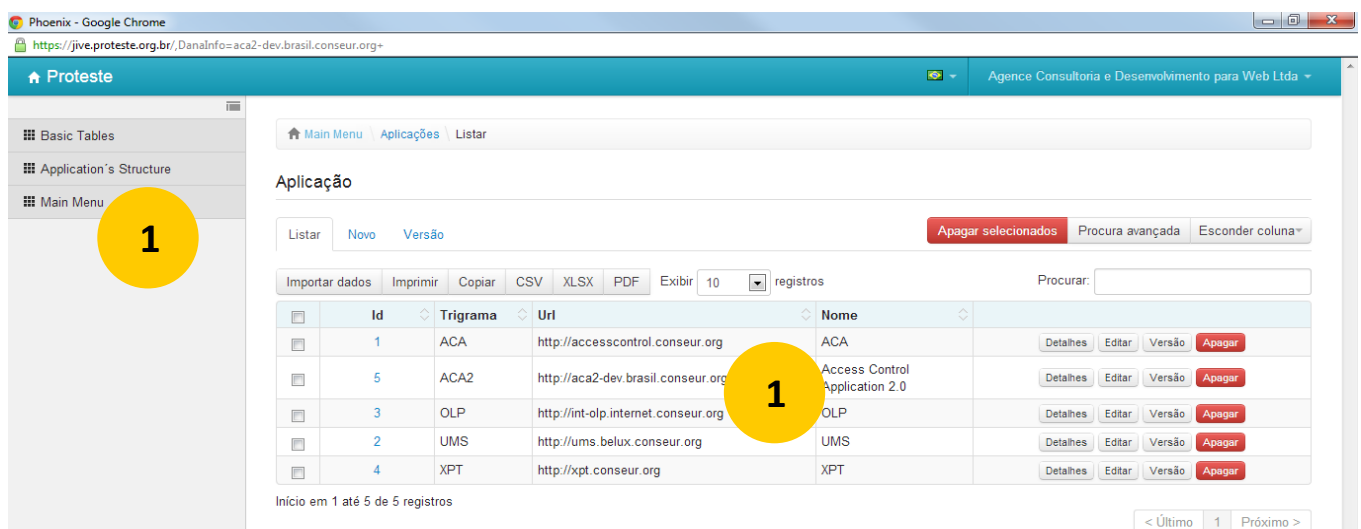 Phoenix - Google Chrome
https://jive.proteste.org.br/,DanaInfo=aca2-dev.brasil.conseur.org+
Proteste
Agence Consultoria e Desenvolvimento para Web Ltda
Basic Tables
Application´s Structure
Main Menu
1
Main Menu \ Aplicações \ Listar
Aplicação
Listar Novo Versão
Apagar selecionados Procura avançada Esconder coluna
Importar dados Imprimir Copiar CSV XLSX PDF Exibir 10 registros Procurar:
Id Trigrama Url Nome
1 ACA http://accesscontrol.conseur.org ACA Detalhes Editar Versão Apagar
5 ACA2 http://aca2-dev.brasil.conseur.org Access Control Application 2.0 Detalhes Editar Versão Apagar
1
3 OLP http://int-olp.internet.conseur.org OLP Detalhes Editar Versão Apagar
2 UMS http://ums.belux.conseur.org UMS Detalhes Editar Versão Apagar
4 XPT http://xpt.conseur.org XPT Detalhes Editar Versão Apagar
Início em 1 até 5 de 5 registros
< Último 1 Próximo >